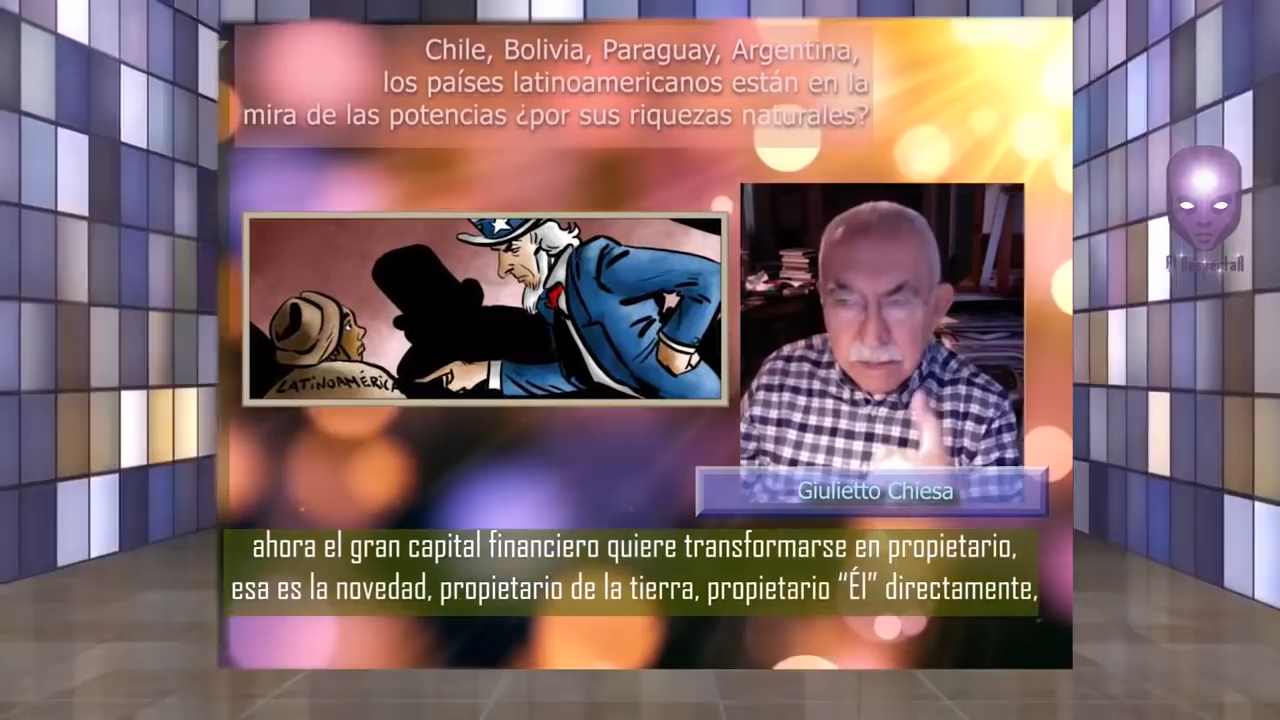 Chile, Bolivia, Paraguay, Argentina,
los países latinoamericanos están en la
mira de las potencias ¿por sus riquezas naturales?
LATINOAMÉRICA
Giulietto Chiesa
ahora el gran capital financiero quiere transformarse en propietario,
esa es la novedad, propietario de la tierra, propietario “Él” directamente,